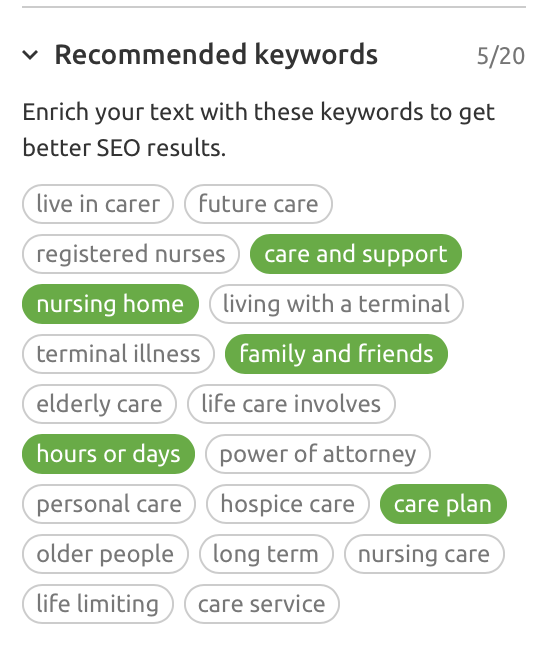 Recommended keywords 5/20
Enrich your text with these keywords to get
better SEO results.
live in carer future care
registered nurses care and support
nursing home living with a terminal
terminal illness family and friends
elderly care life care involves
hours or days power of attorney
personal care hospice care care plan
older people long term nursing care
life limiting care service